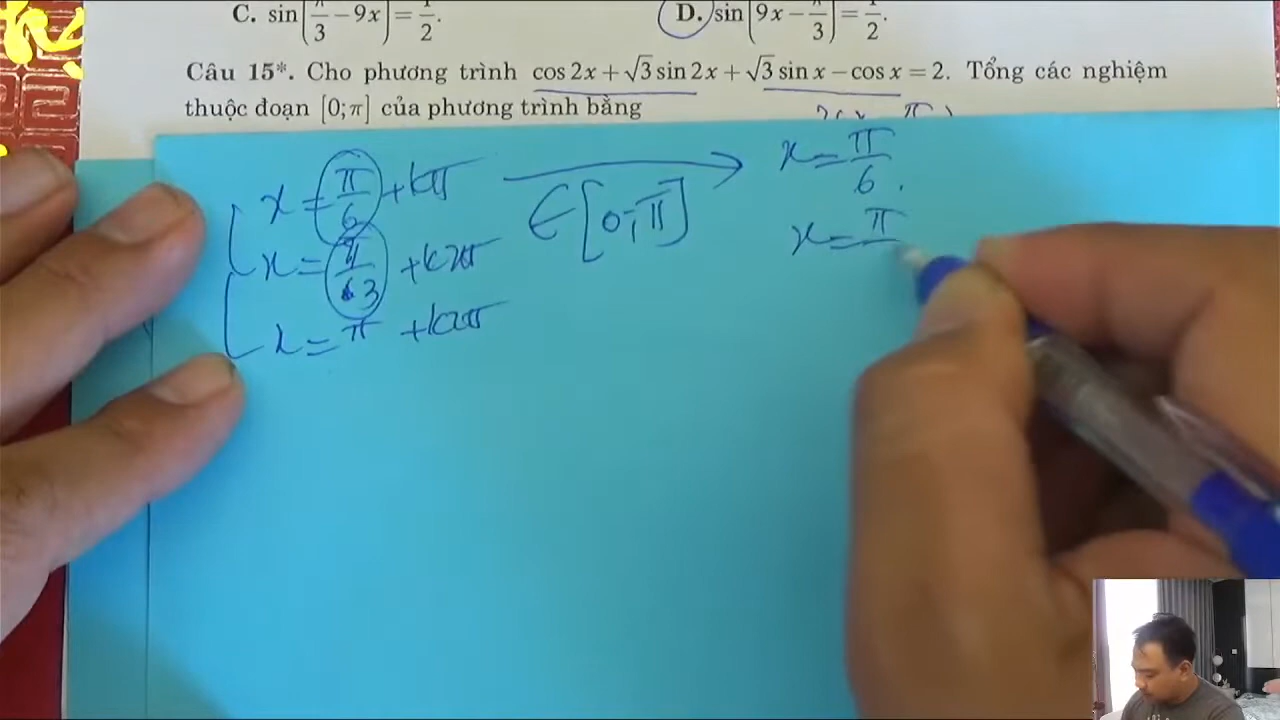 C. sin(π/3 − 9x) = 1/2. D. sin(9x − π/3) = 1/2.
Câu 15*. Cho phương trình cos 2x + √3 sin 2x + √3 sin x − cos x = 2. Tổng các nghiệm
thuộc đoạn [0;π] của phương trình bằng
x = π/6 + kπ
x = π/3 + k2π
x = π + k2π
∈ [0;π]
x = π/6.
x = π